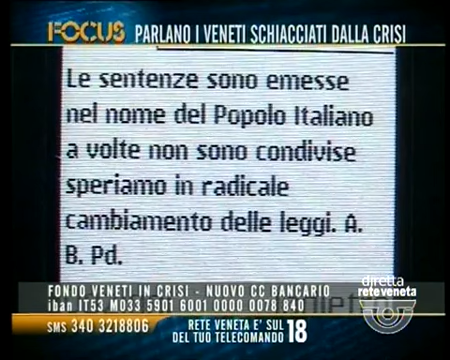 FOCUS PARLANO I VENETI SCHIACCIATI DALLA CRISI
Le sentenze sono emesse
nel nome del Popolo Italiano
a volte non sono condivise
speriamo in radicale
cambiamento delle leggi. A.
B. Pd.
diretta
reteveneta
FONDO VENETI IN CRISI - NUOVO CC BANCARIO
iban IT53 M033 5901 6001 0000 0078 840
SMS 340 3218806
RETE VENETA E' SUL
DEL TUO TELECOMANDO 18